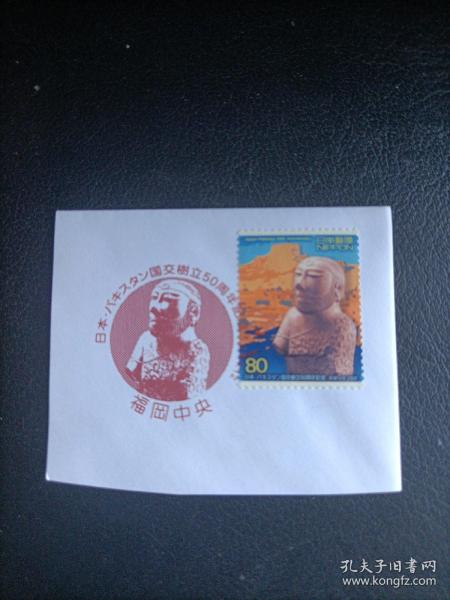 日本・パキスタン国交樹立50周年
福岡中央
日本郵便
NIPPON
80
孔夫子旧书网
www.kongfz.com